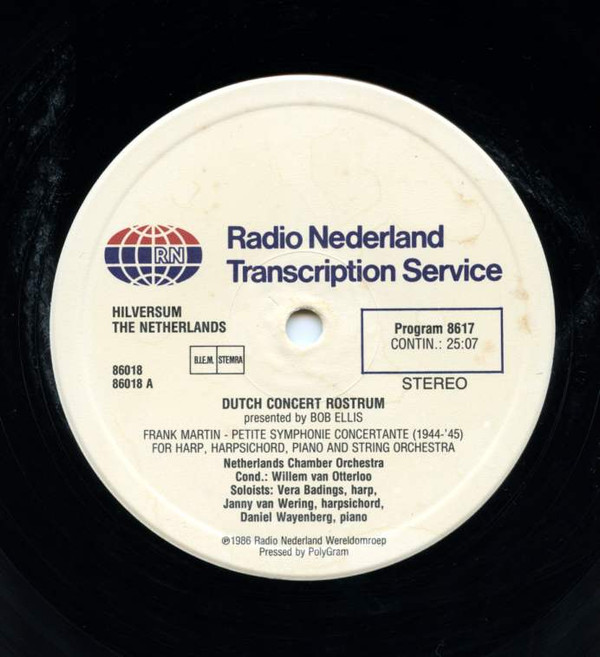 RN
Radio Nederland
Transcription Service
HILVERSUM
THE NETHERLANDS
Program 8617
CONTIN.: 25:07
B.I.E.M. STEMRA
86018
86018 A
STEREO
DUTCH CONCERT ROSTRUM
presented by BOB ELLIS
FRANK MARTIN - PETITE SYMPHONIE CONCERTANTE (1944-'45)
FOR HARP, HARPSICHORD, PIANO AND STRING ORCHESTRA
Netherlands Chamber Orchestra
Cond.: Willem van Otterloo
Soloists: Vera Badings, harp,
Janny van Wering, harpsichord,
Daniel Wayenberg, piano
℗1986 Radio Nederland Wereldomroep
Pressed by PolyGram